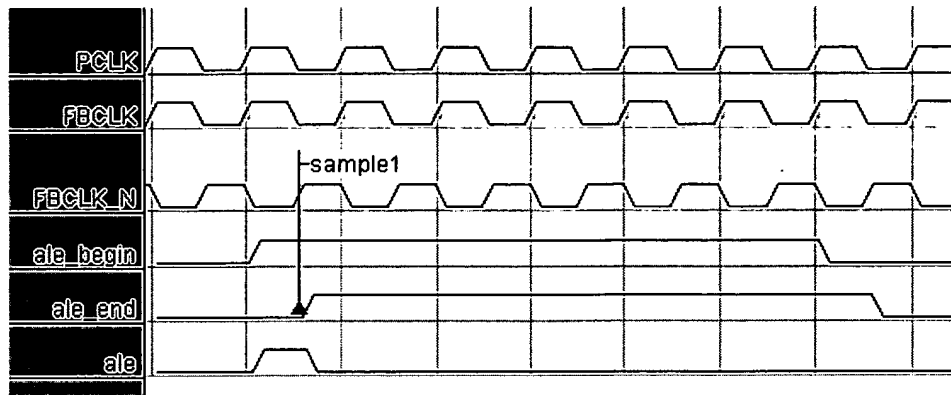 PCLK
FBCLK
sample1
FBCLK_N
ale_begin
ale_end
ale